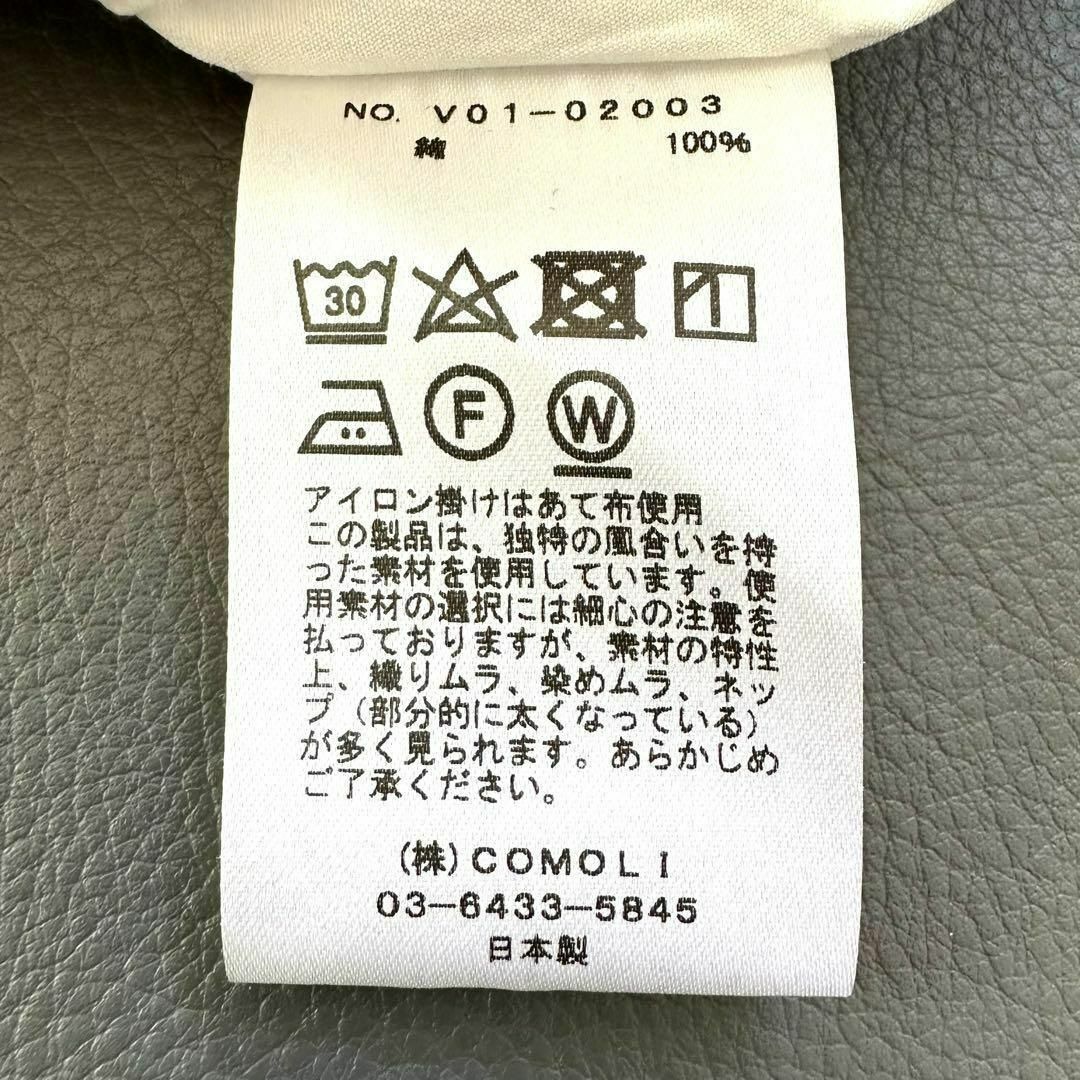 NO. V01-02003
綿 100%
30
F W
アイロン掛けはあて布使用
この製品は、独特の風合いを持
った素材を使用しています。使
用素材の選択には細心の注意を
払っておりますが、素材の特性
上、織りムラ、染めムラ、ネッ
プ（部分的に太くなっている）
が多く見られます。あらかじめ
ご了承ください。
(株)COMOLI
03-6433-5845
日本製